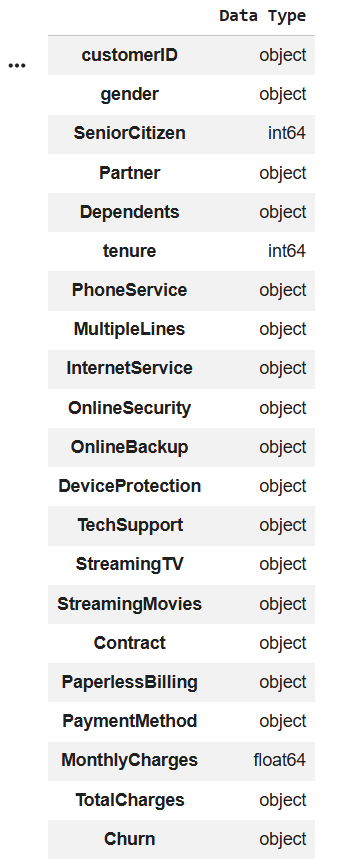 Data Type
customerID object
gender object
SeniorCitizen int64
Partner object
Dependents object
tenure int64
PhoneService object
MultipleLines object
InternetService object
OnlineSecurity object
OnlineBackup object
DeviceProtection object
TechSupport object
StreamingTV object
StreamingMovies object
Contract object
PaperlessBilling object
PaymentMethod object
MonthlyCharges float64
TotalCharges object
Churn object